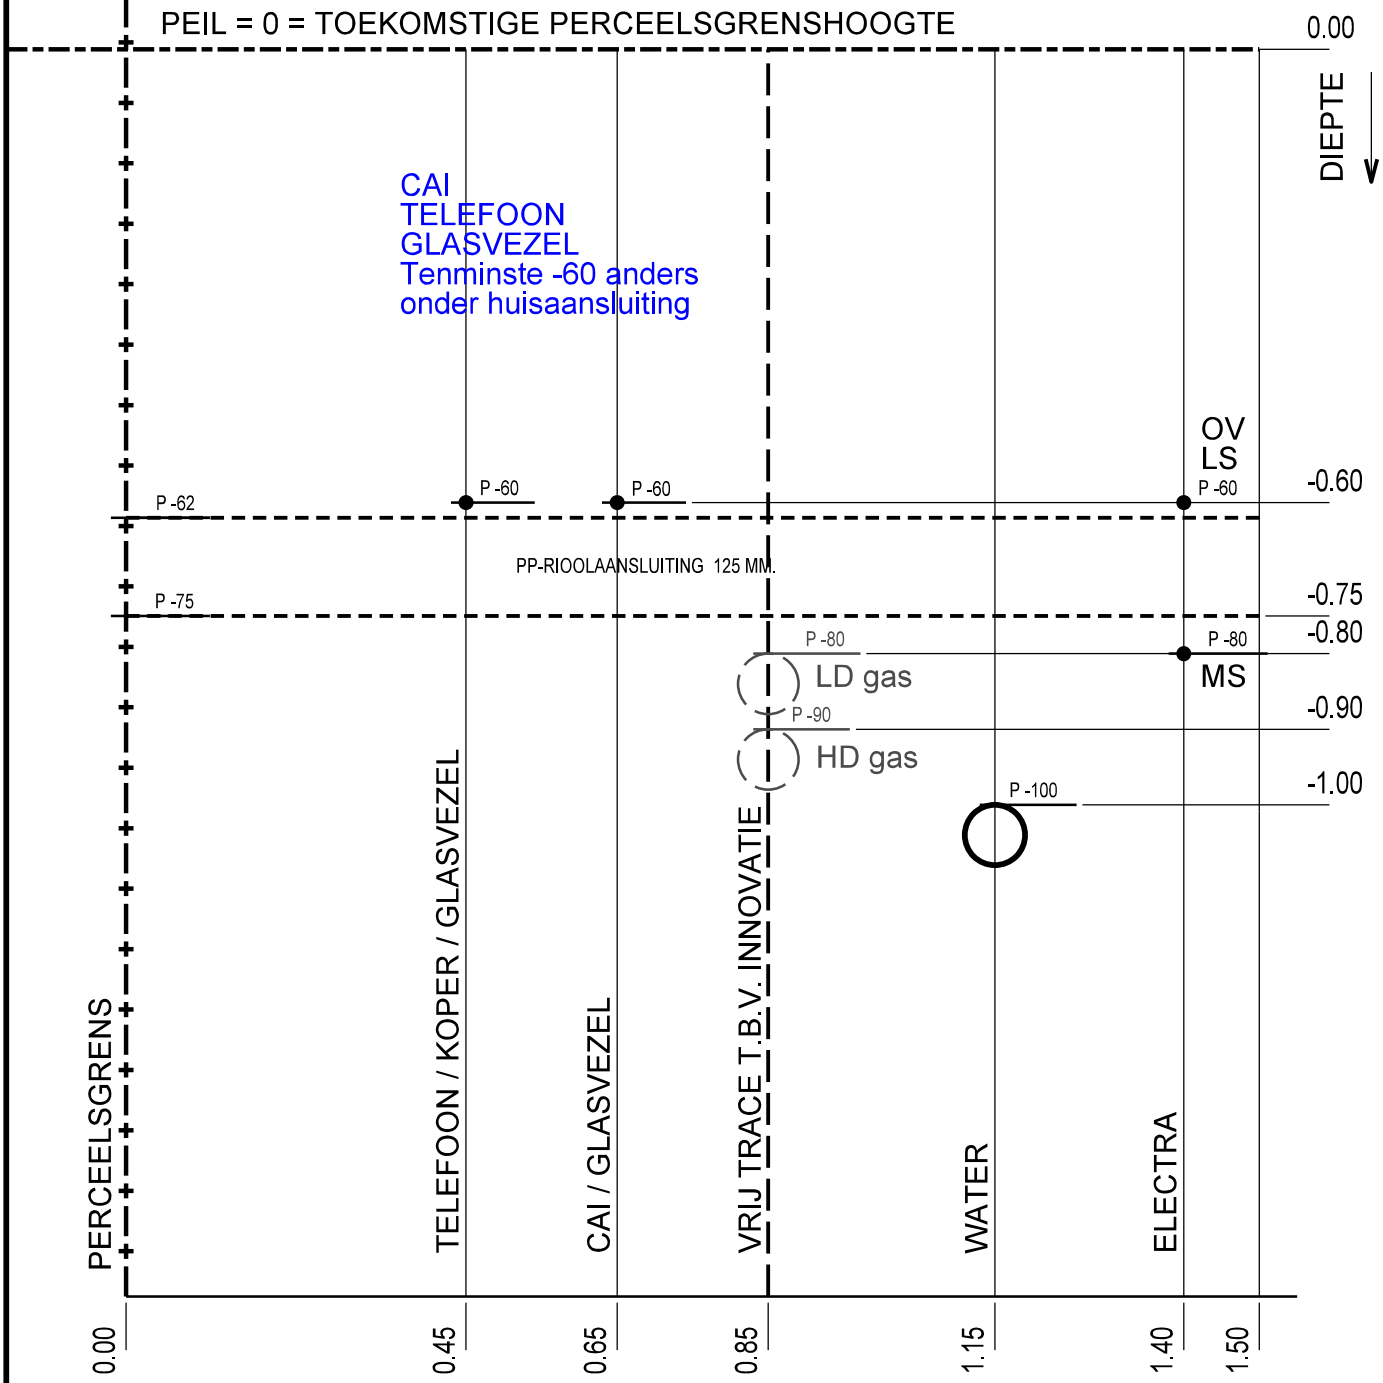 PEIL = 0 = TOEKOMSTIGE PERCEELSGRENSHOOGTE
0.00
DIEPTE
CAI
TELEFOON
GLASVEZEL
Tenminste -60 anders
onder huisaansluiting
OV
LS
P -62
P -60
P -60
P -60
-0.60
PP-RIOOLAANSLUITING 125 MM.
P -75
-0.75
P -80
P -80
-0.80
LD gas
MS
P -90
-0.90
HD gas
P -100
-1.00
PERCEELSGRENS
TELEFOON / KOPER / GLASVEZEL
CAI / GLASVEZEL
VRIJ TRACE T.B.V. INNOVATIE
WATER
ELECTRA
0.00
0.45
0.65
0.85
1.15
1.40
1.50